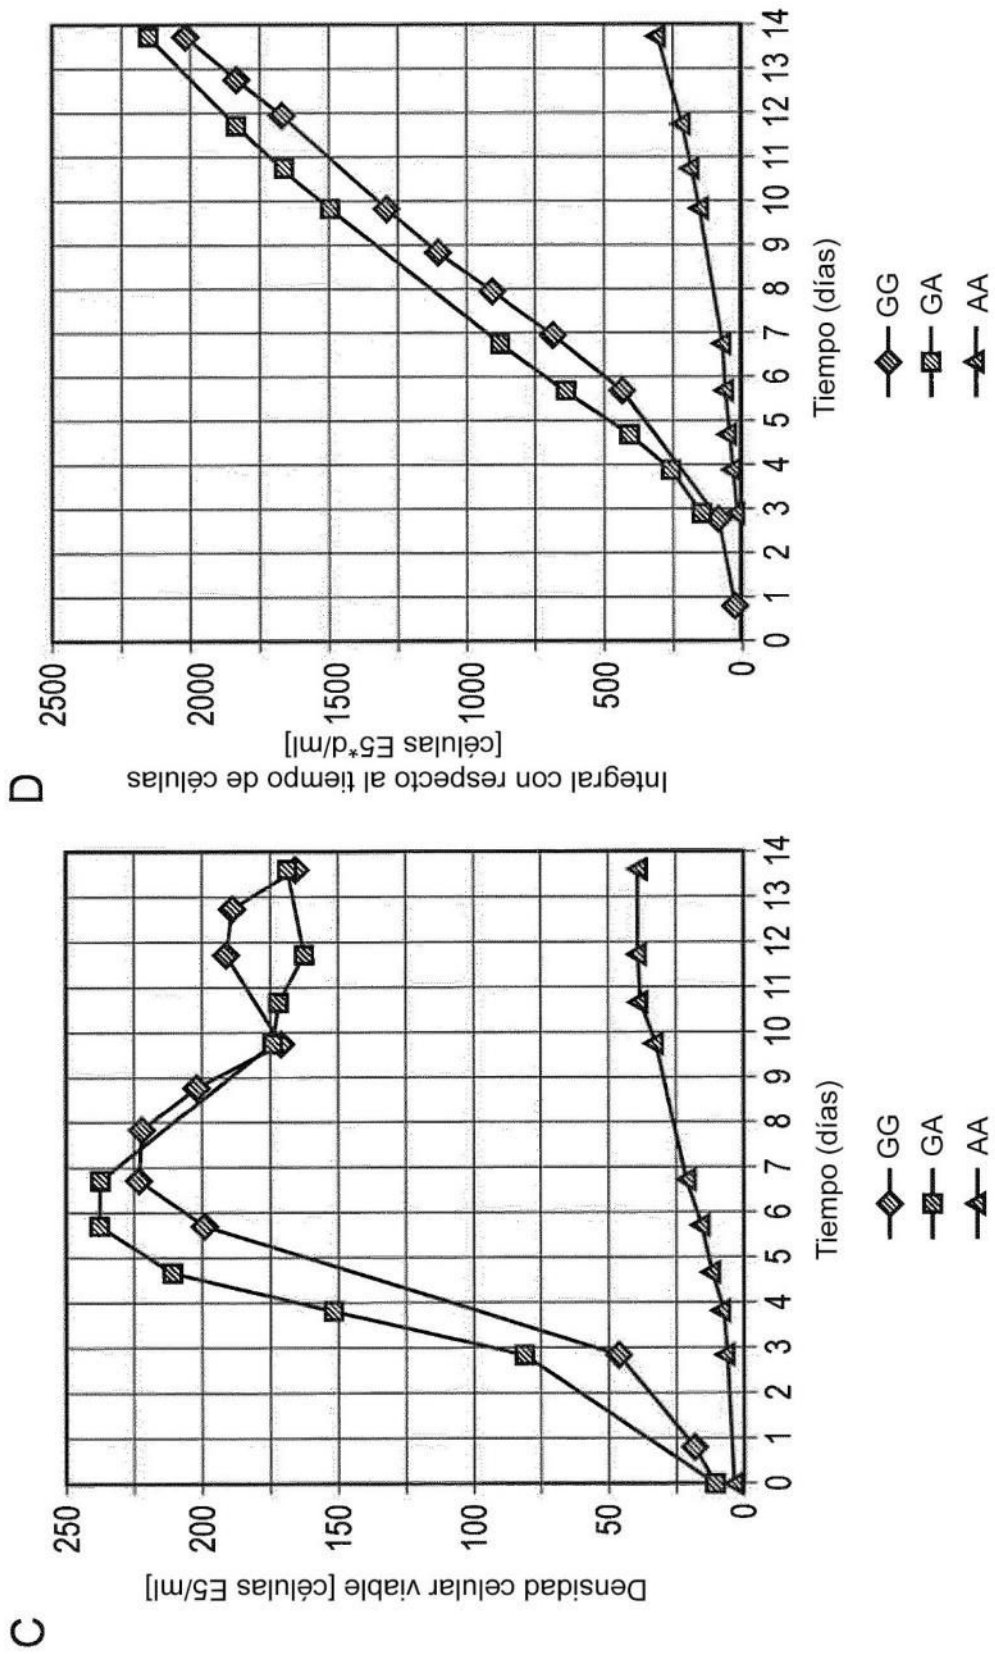 C
Densidad celular viable [células E5/ml]
250
200
150
100
50
0
0 1 2 3 4 5 6 7 8 9 10 11 12 13 14
Tiempo (días)
GG
GA
AA
D
Integral con respecto al tiempo de células
[células E5*d/ml]
2500
2000
1500
1000
500
0
0 1 2 3 4 5 6 7 8 9 10 11 12 13 14
Tiempo (días)
GG
GA
AA